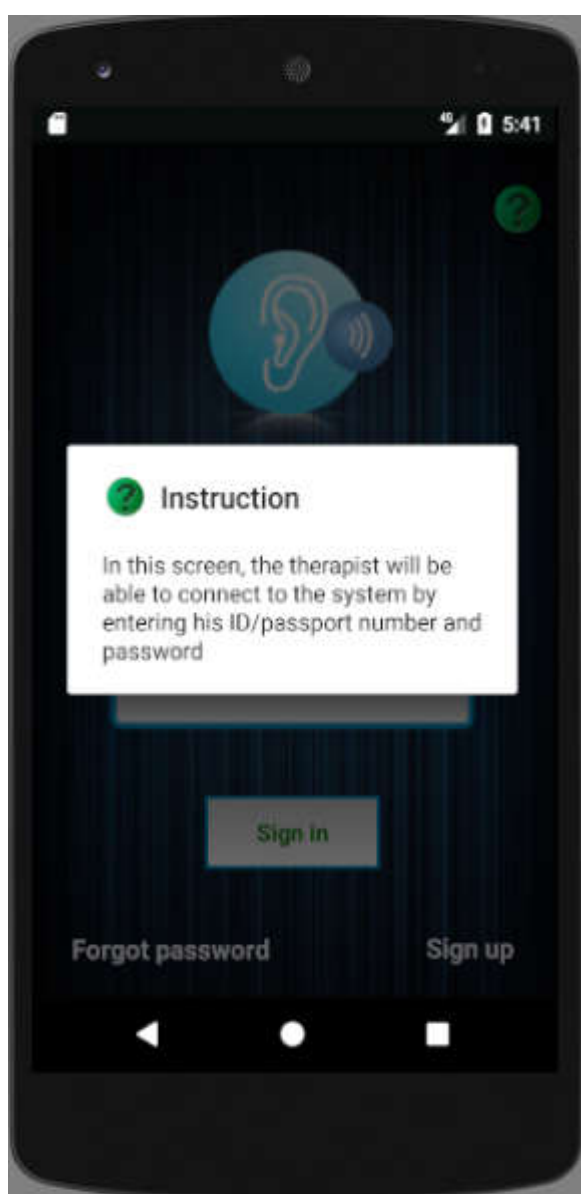 4G 5:41
?
? Instruction
In this screen, the therapist will be
able to connect to the system by
entering his ID/passport number and
password
Sign in
Forgot password
Sign up